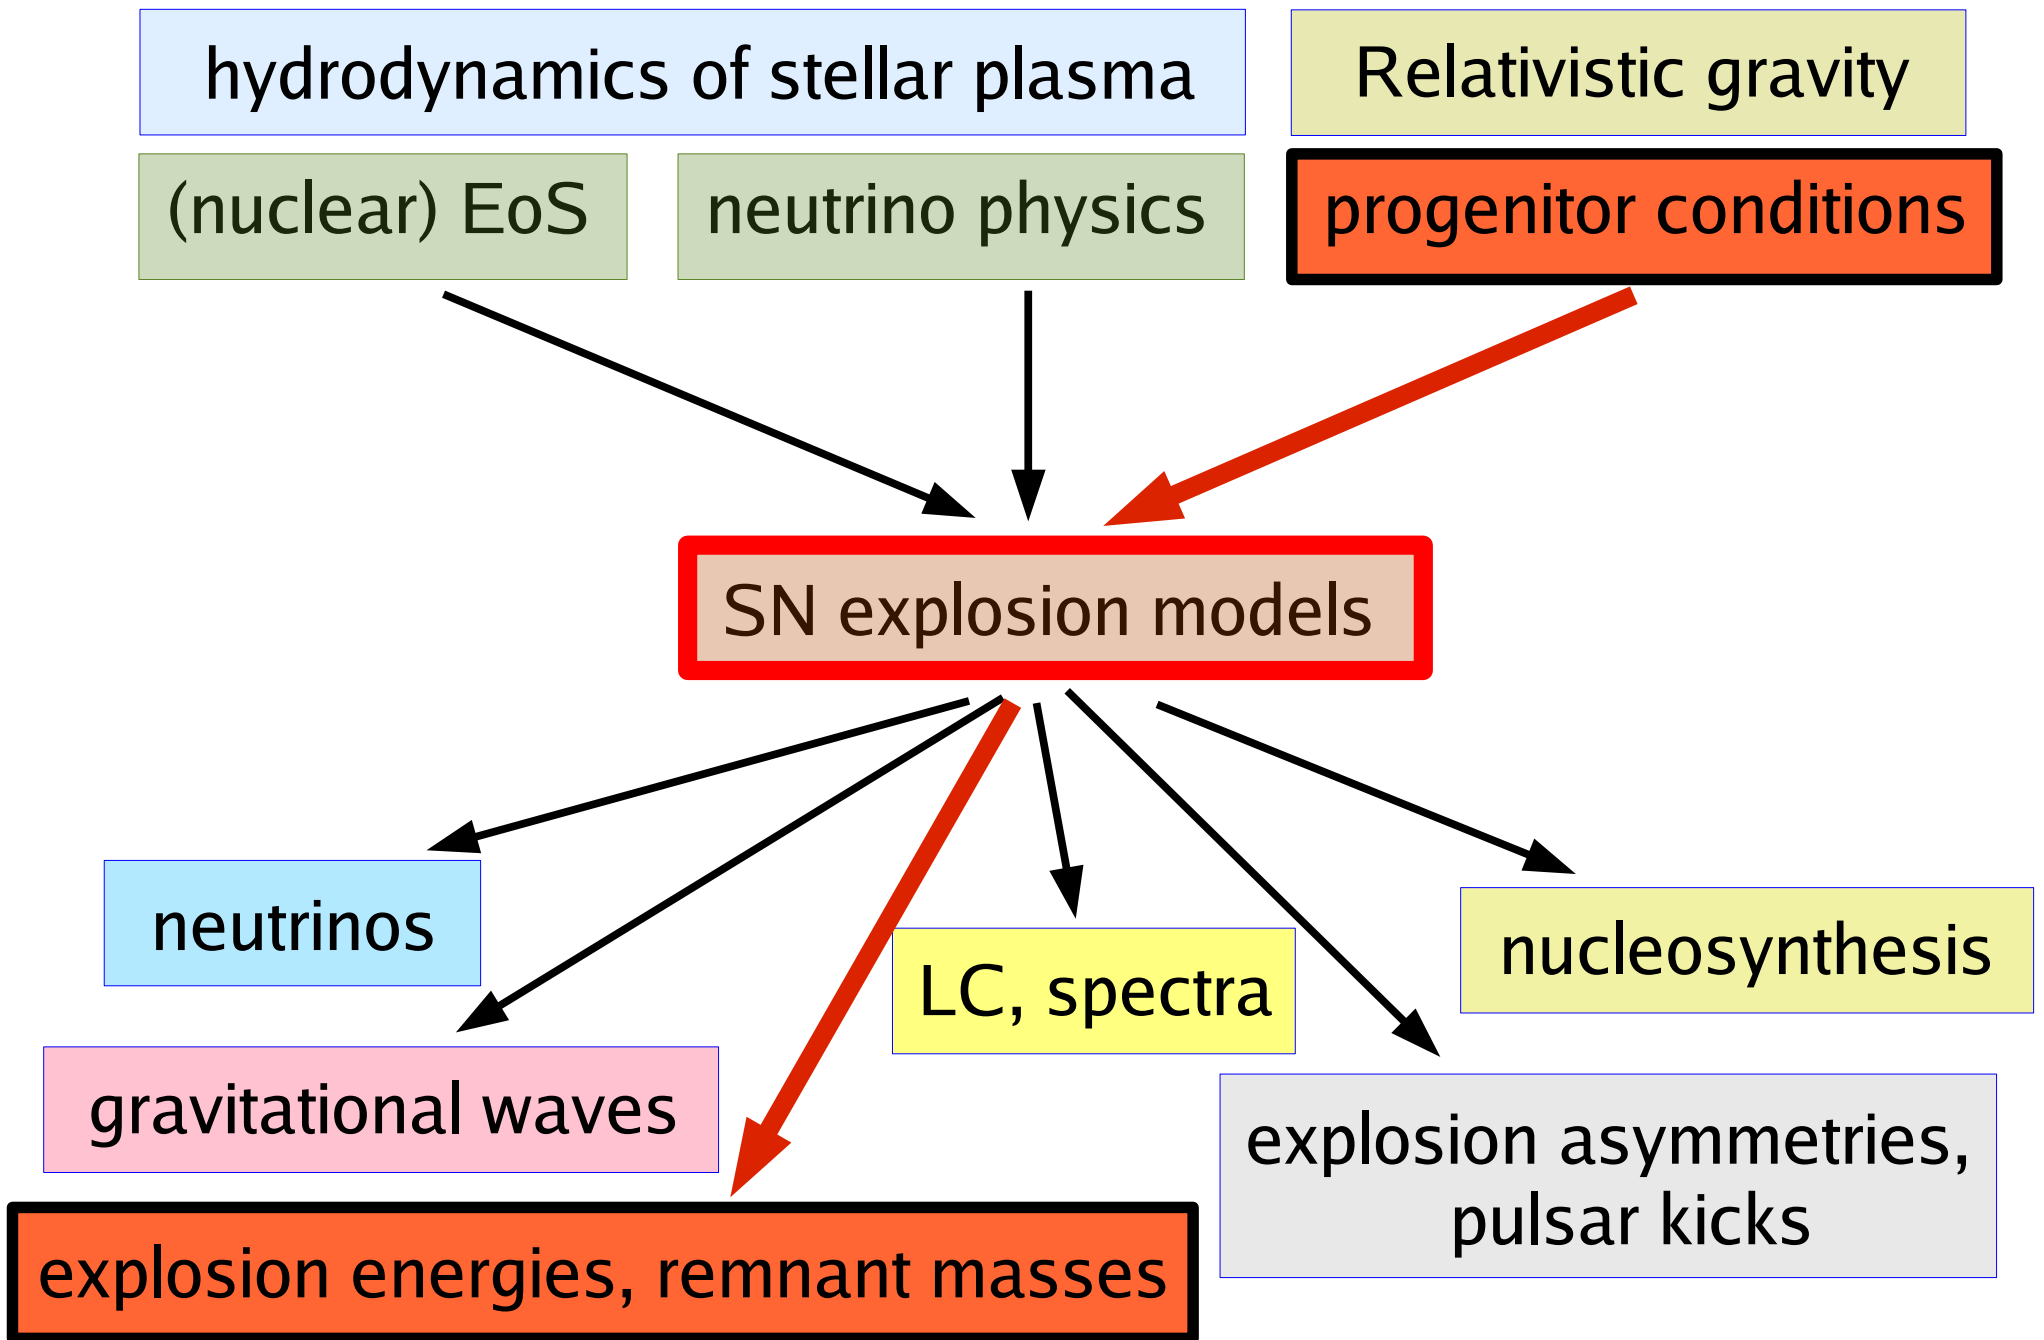 hydrodynamics of stellar plasma
Relativistic gravity
(nuclear) EoS
neutrino physics
progenitor conditions
SN explosion models
neutrinos
LC, spectra
nucleosynthesis
gravitational waves
explosion asymmetries,
pulsar kicks
explosion energies, remnant masses